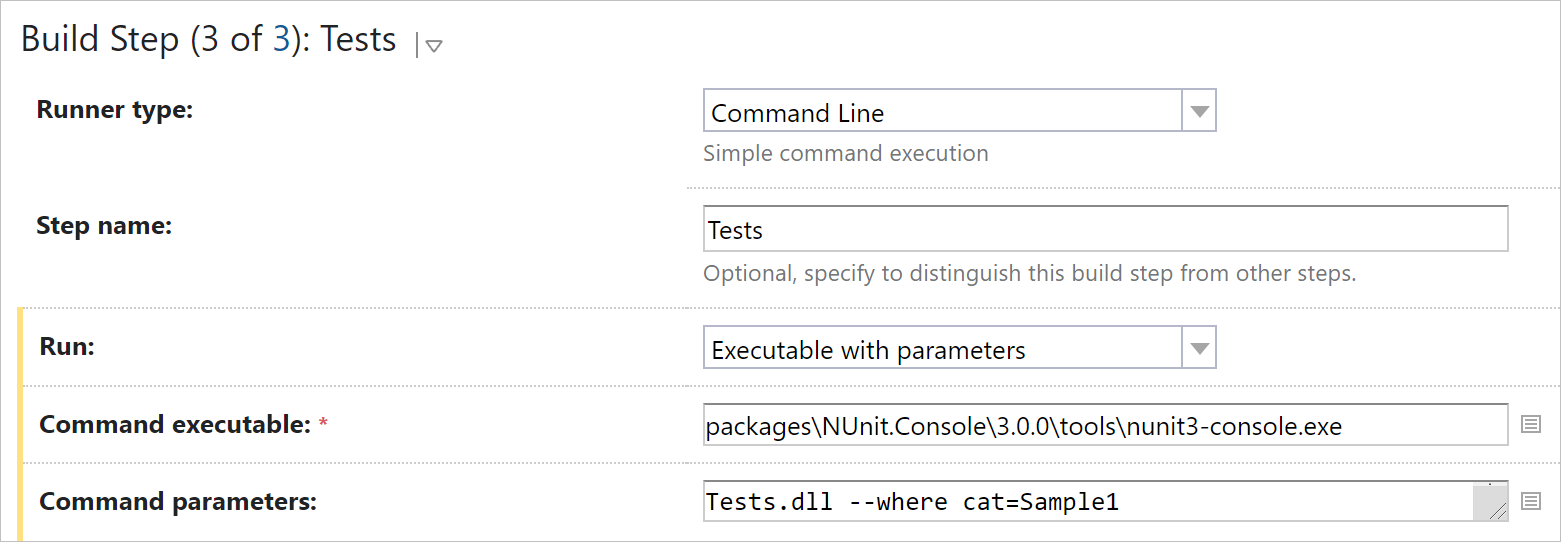 Build Step (3 of 3): Tests
Runner type:
Command Line
Simple command execution
Step name:
Tests
Optional, specify to distinguish this build step from other steps.
Run:
Executable with parameters
Command executable: *
packages\NUnit.Console\3.0.0\tools\nunit3-console.exe
Command parameters:
Tests.dll --where cat=Sample1